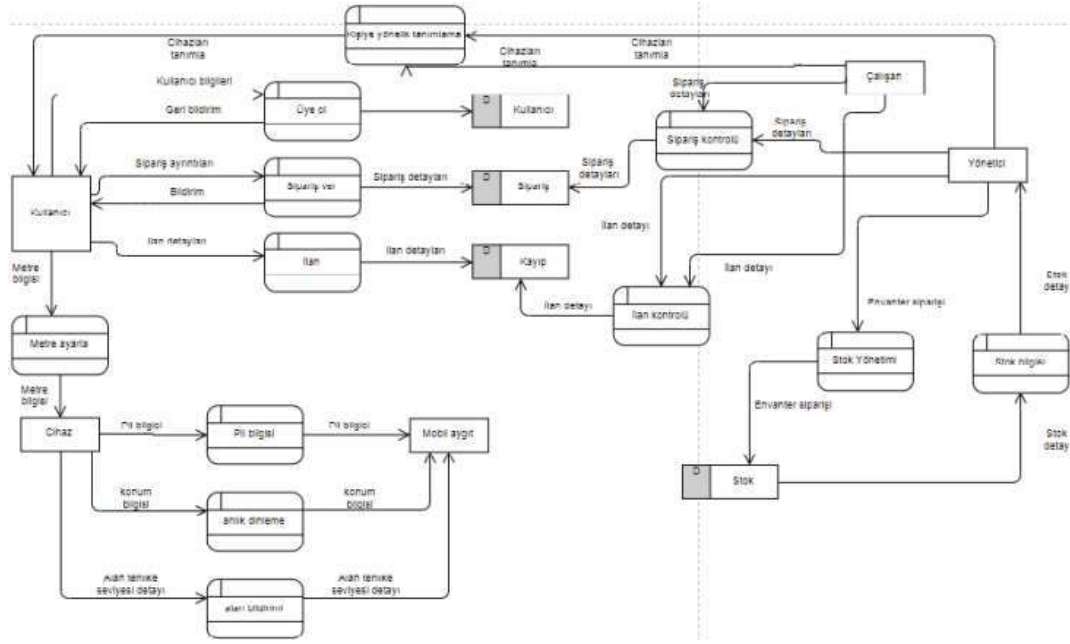 Kişiye yönelik tanımlama
Cihazları
tanımla
Cihazları
tanımla
Cihazları
tanımla
Çalışan
Kullanıcı bilgileri
Sipariş
detayları
Üye ol
D
Kullanıcı
Geri bildirim
Sipariş kontrolü
Sipariş
detayları
Yönetici
Sipariş ayrıntıları
Sipariş ver
Sipariş detayları
D
Sipariş
Sipariş
detayları
Bildirim
Kullanıcı
İlan detayı
İlan detayları
İlan
İlan detayları
D
Kayıp
İlan detayı
Metre
bilgisi
Stok
detay
İlan detayı
İlan kontrolü
Envanter siparişi
Metre ayarla
Stok Yönetimi
Stok bilgisi
Metre
bilgisi
Envanter siparişi
Cihaz
Pil bilgisi
Pil bilgisi
Pil bilgisi
Mobil aygıt
Stok
detay
D
Stok
konum
bilgisi
anlık dinleme
konum
bilgisi
Alan tehlike
seviyesi detayı
Alan tehlike
seviyesi detayı